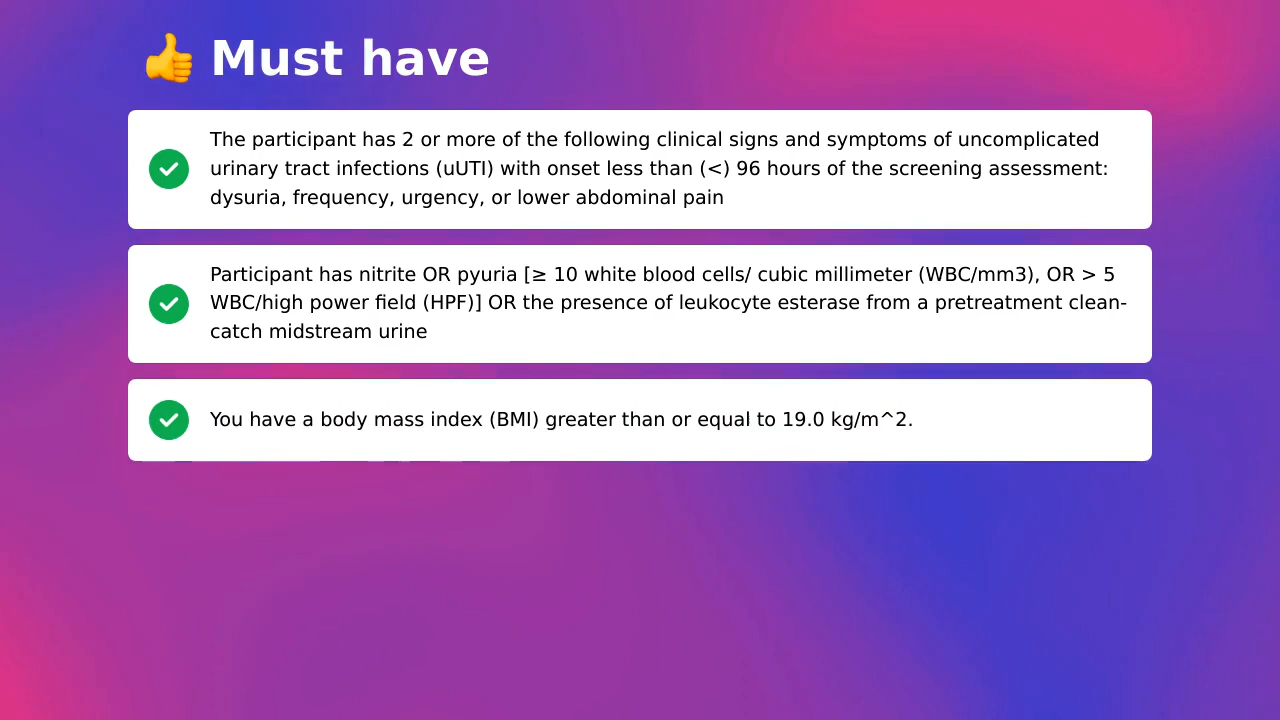 👍 Must have
The participant has 2 or more of the following clinical signs and symptoms of uncomplicated
urinary tract infections (uUTI) with onset less than (<) 96 hours of the screening assessment:
dysuria, frequency, urgency, or lower abdominal pain
Participant has nitrite OR pyuria [≥ 10 white blood cells/ cubic millimeter (WBC/mm3), OR > 5
WBC/high power field (HPF)] OR the presence of leukocyte esterase from a pretreatment clean-
catch midstream urine
You have a body mass index (BMI) greater than or equal to 19.0 kg/m^2.